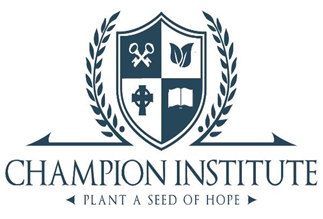 CHAMPION INSTITUTE
PLANT A SEED OF HOPE